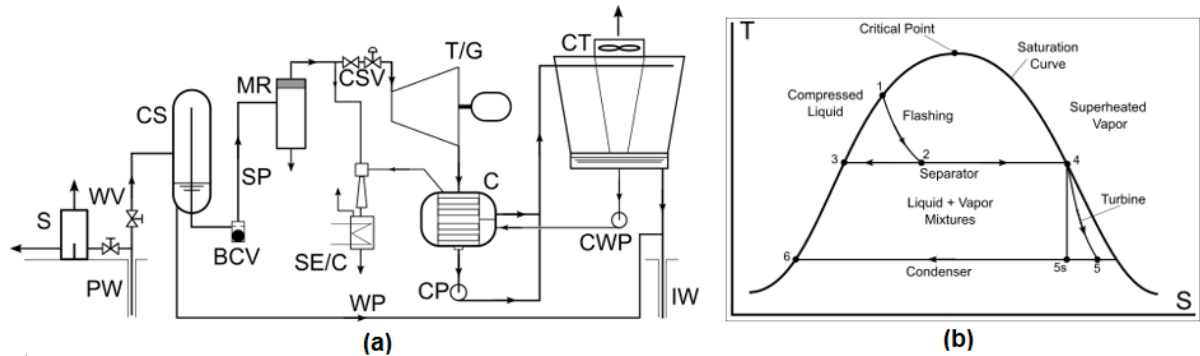 CT
T/G
CSV
MR
CS
SP
WV
S
C
BCV
SE/C
CWP
PW
CP
WP
IW
(a)
T
Critical Point
Saturation
Curve
1
Compressed
Liquid
Flashing
Superheated
Vapor
3
2
4
Separator
Liquid + Vapor
Mixtures
Turbine
6
5s
5
Condenser
S
(b)